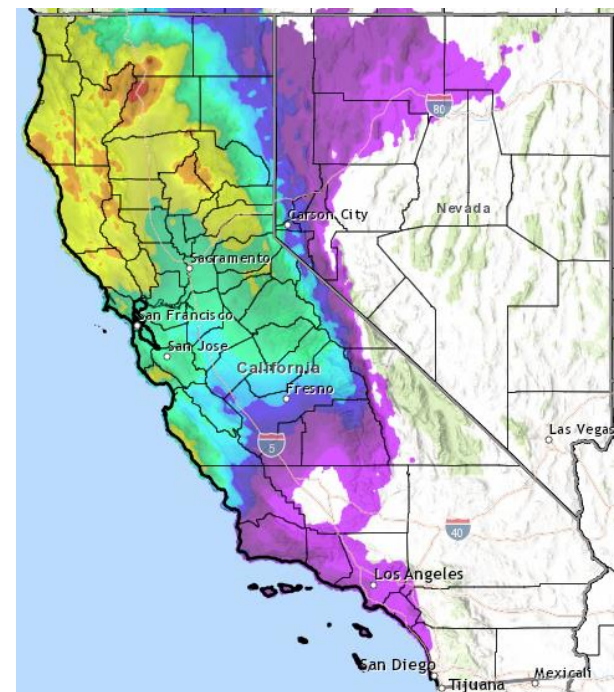 80
Carson City
Nevada
Sacramento
San Francisco
San Jose
California
Fresno
Las Vegas
5
40
Los Angeles
San Diego
Tijuana
Mexicali